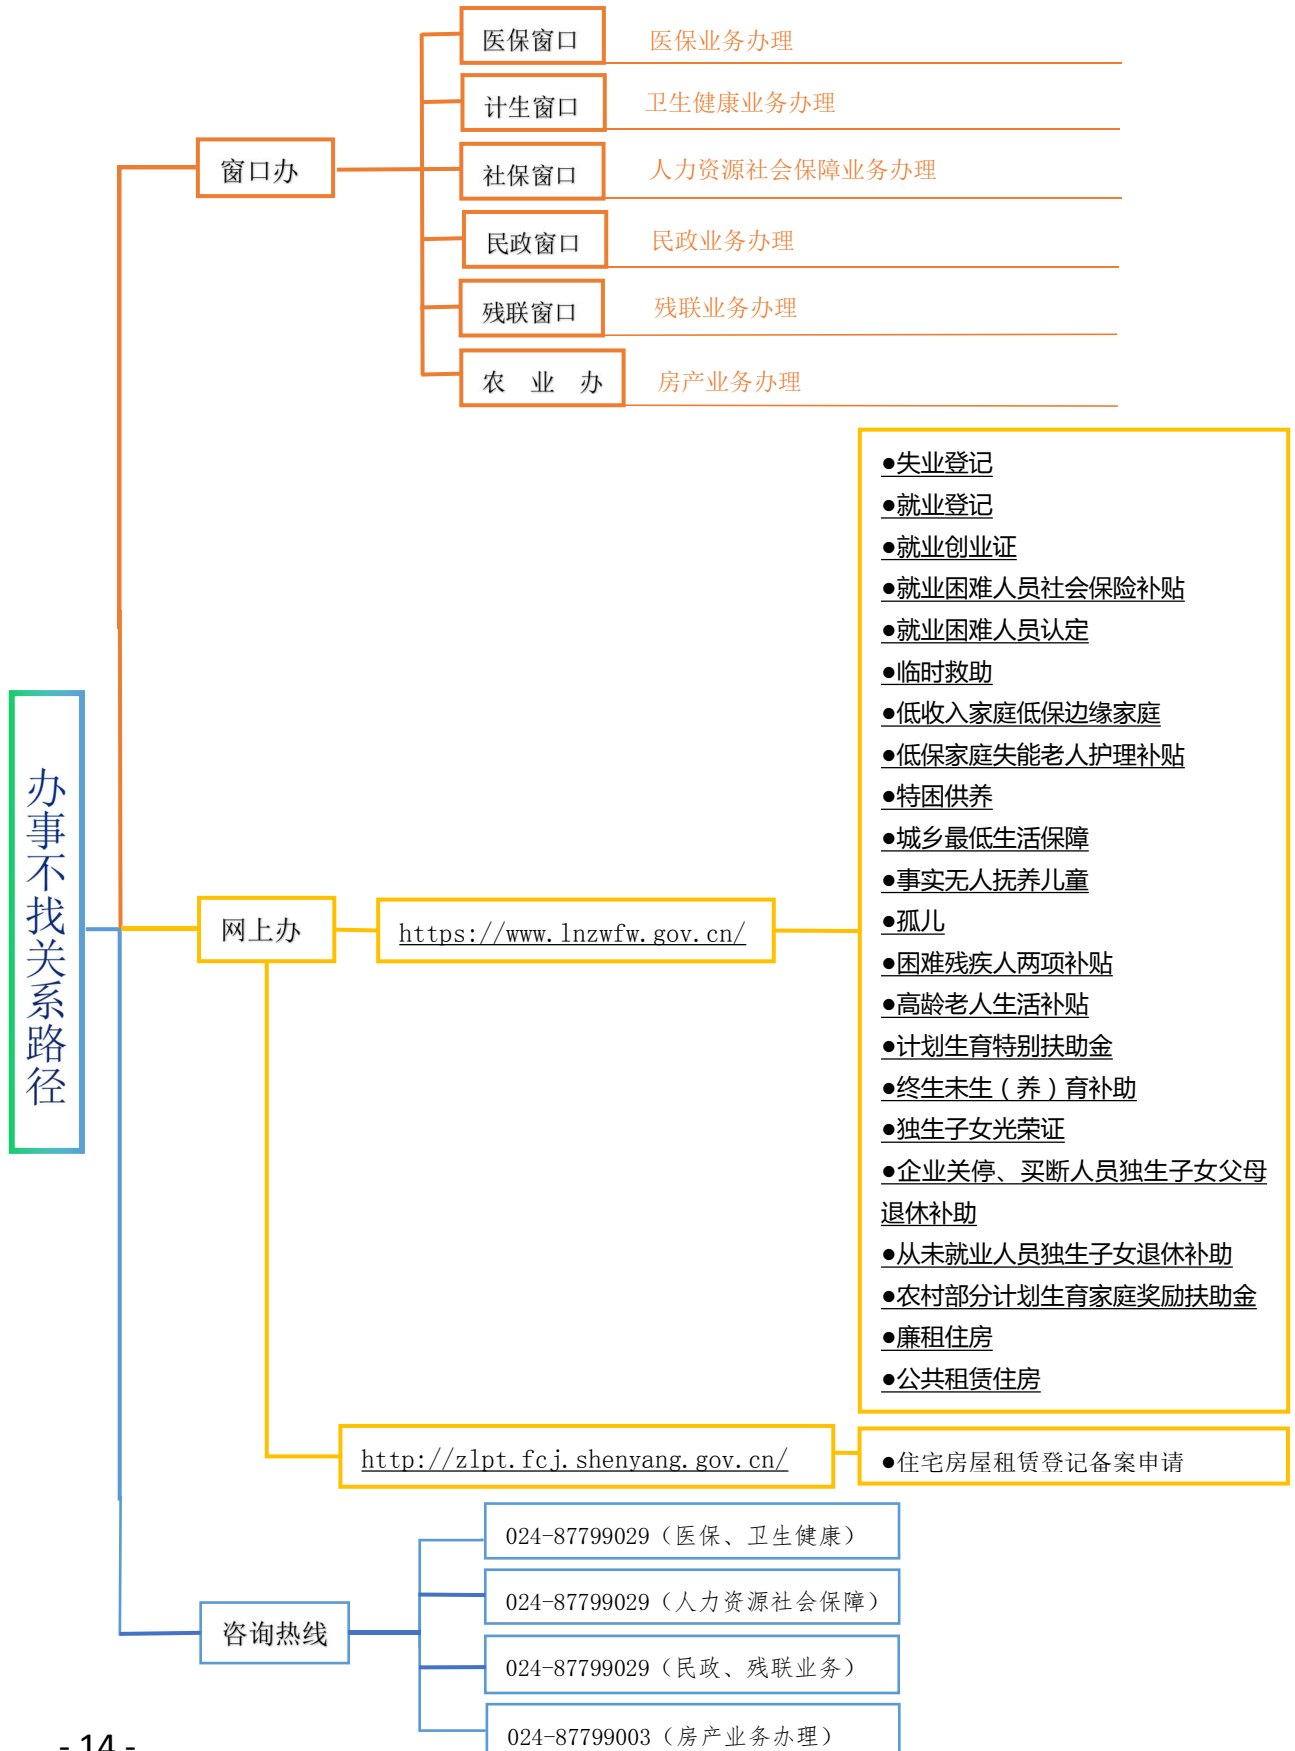 办事不找关系路径
窗口办
医保窗口 医保业务办理
计生窗口 卫生健康业务办理
社保窗口 人力资源社会保障业务办理
民政窗口 民政业务办理
残联窗口 残联业务办理
农 业 办 房产业务办理
网上办
https://www.lnzwfw.gov.cn/
●失业登记
●就业登记
●就业创业证
●就业困难人员社会保险补贴
●就业困难人员认定
●临时救助
●低收入家庭低保边缘家庭
●低保家庭失能老人护理补贴
●特困供养
●城乡最低生活保障
●事实无人抚养儿童
●孤儿
●困难残疾人两项补贴
●高龄老人生活补贴
●计划生育特别扶助金
●终生未生（养）育补助
●独生子女光荣证
●企业关停、买断人员独生子女父母
退休补助
●从未就业人员独生子女退休补助
●农村部分计划生育家庭奖励扶助金
●廉租住房
●公共租赁住房
http://zlpt.fcj.shenyang.gov.cn/
●住宅房屋租赁登记备案申请
咨询热线
024-87799029（医保、卫生健康）
024-87799029（人力资源社会保障）
024-87799029（民政、残联业务）
024-87799003（房产业务办理）
- 14 -